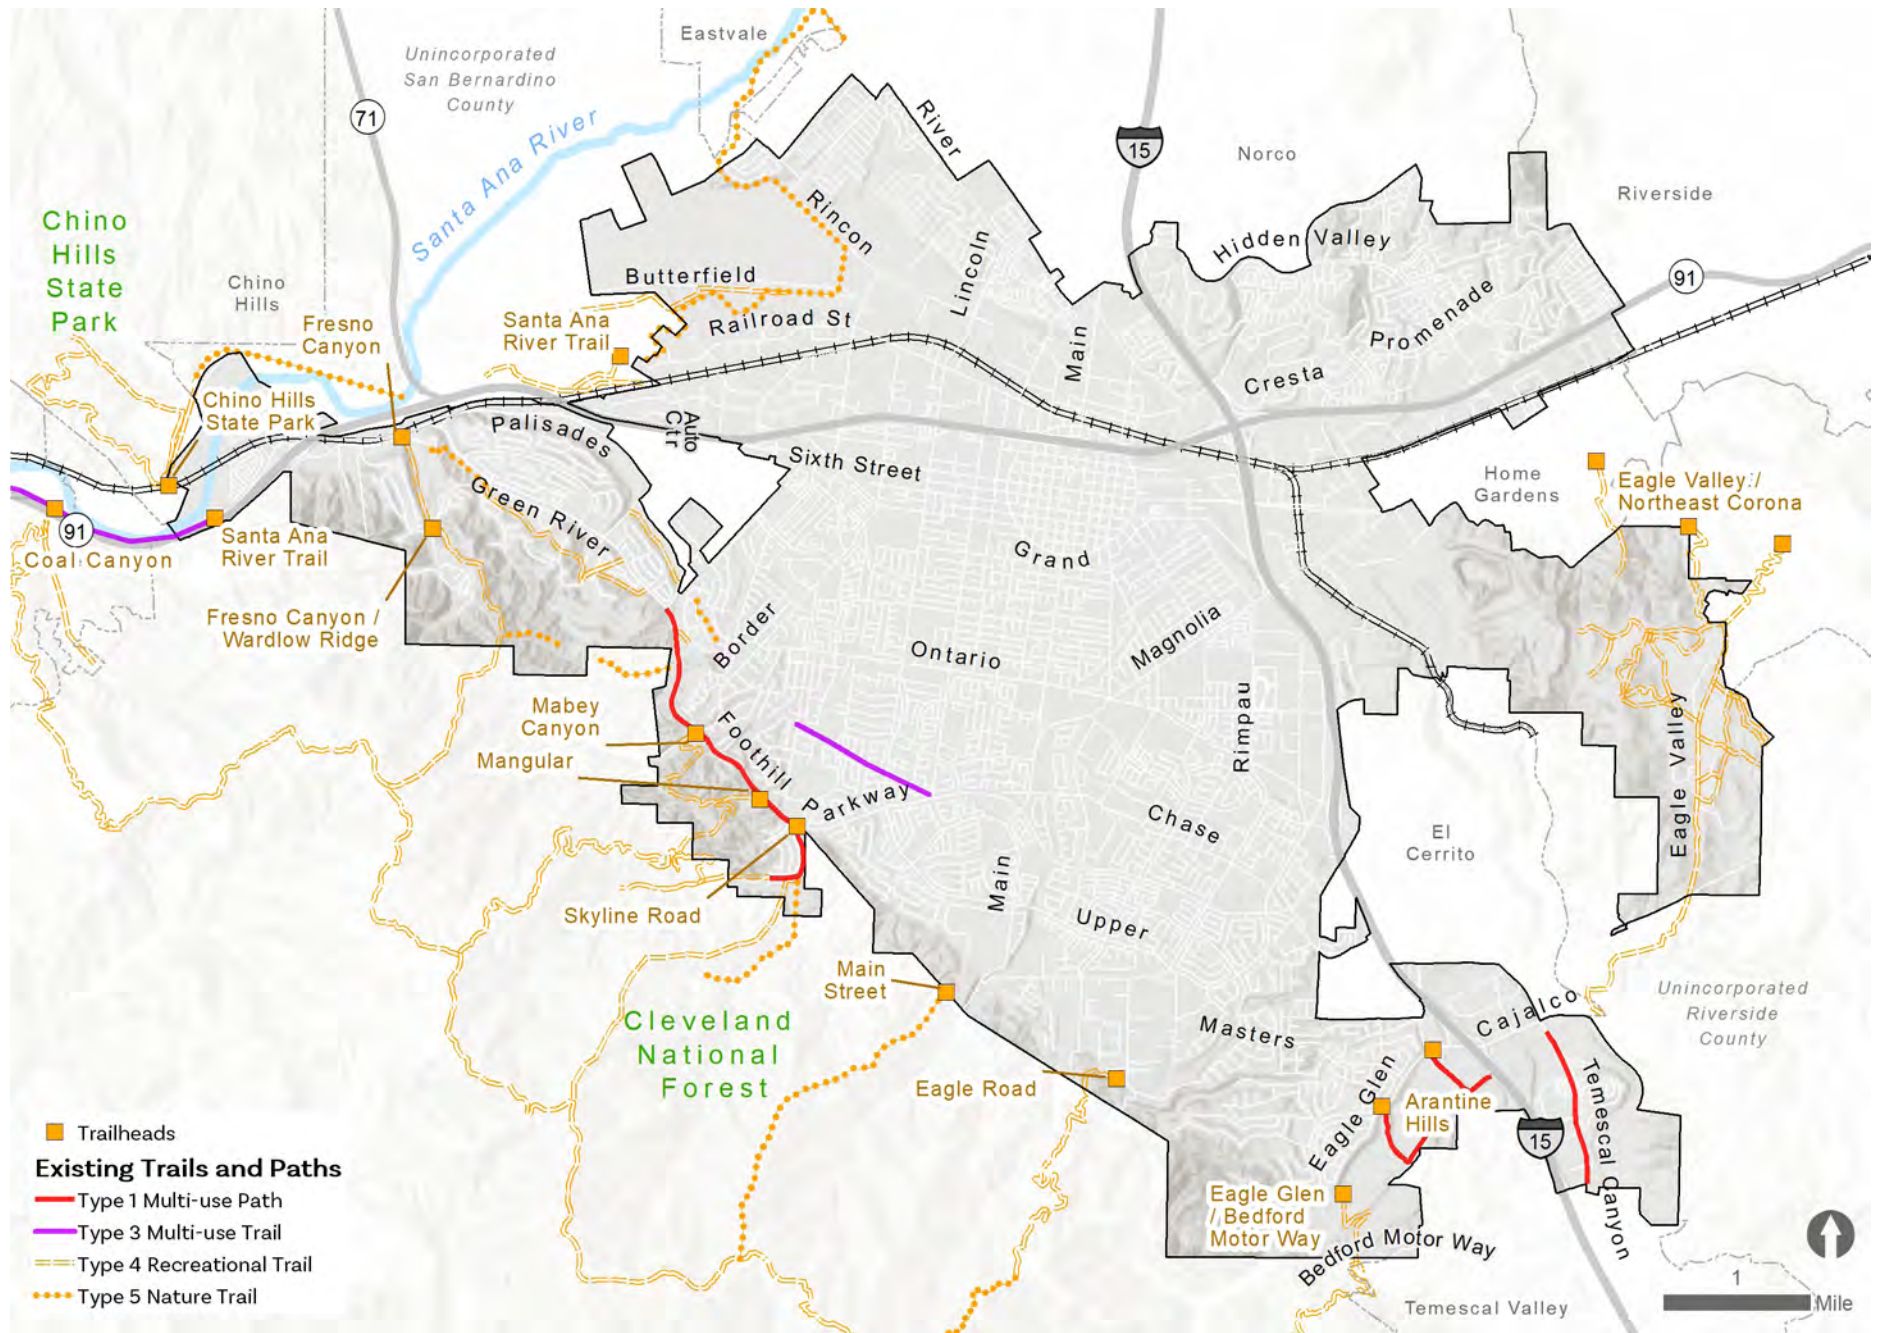 Eastvale
Unincorporated
San Bernardino
County
71
Santa Ana River
River
15
Norco
Riverside
Chino
Hills
State
Park
Chino
Hills
Rincon
Lincoln
Hidden Valley
Butterfield
Railroad St
Main
Promenade
91
Cresta
Fresno
Canyon
Santa Ana
River Trail
Chino Hills
State Park
Palisades
Auto
Ctr
Sixth Street
Green River
Home
Gardens
Eagle Valley /
Northeast Corona
91
Coal Canyon
Santa Ana
River Trail
Grand
Fresno Canyon /
Wardlow Ridge
Border
Ontario
Magnolia
Rimpau
Mabey
Canyon
Mangular
Foothill
Parkway
Eagle Valley
Chase
El
Cerrito
Skyline Road
Main
Upper
Main
Street
Cleveland
National
Forest
Masters
Cajalco
Unincorporated
Riverside
County
Eagle Road
Eagle Glen
Arantine
Hills
15
Temescal Canyon
Eagle Glen
/ Bedford
Motor Way
Bedford Motor Way
Temescal Valley
Trailheads
Existing Trails and Paths
Type 1 Multi-use Path
Type 3 Multi-use Trail
Type 4 Recreational Trail
Type 5 Nature Trail
1
Mile